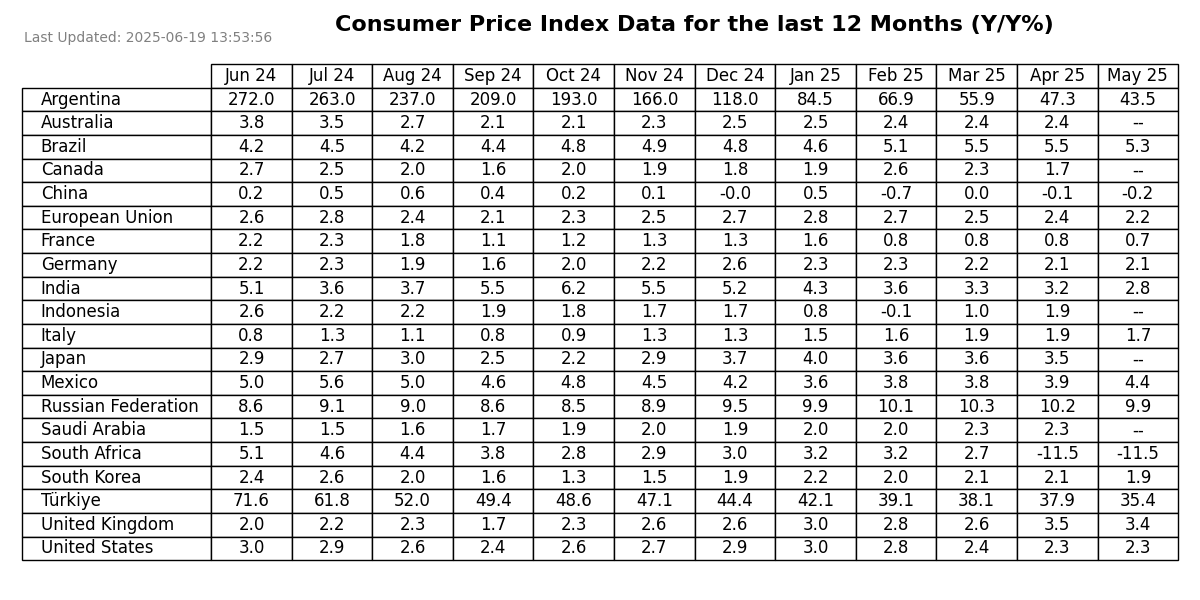 Consumer Price Index Data for the last 12 Months (Y/Y%)
Last Updated: 2025-06-19 13:53:56
Jun 24 Jul 24 Aug 24 Sep 24 Oct 24 Nov 24 Dec 24 Jan 25 Feb 25 Mar 25 Apr 25 May 25
Argentina 272.0 263.0 237.0 209.0 193.0 166.0 118.0 84.5 66.9 55.9 47.3 43.5
Australia 3.8 3.5 2.7 2.1 2.1 2.3 2.5 2.5 2.4 2.4 2.4 --
Brazil 4.2 4.5 4.2 4.4 4.8 4.9 4.8 4.6 5.1 5.5 5.5 5.3
Canada 2.7 2.5 2.0 1.6 2.0 1.9 1.8 1.9 2.6 2.3 1.7 --
China 0.2 0.5 0.6 0.4 0.2 0.1 -0.0 0.5 -0.7 0.0 -0.1 -0.2
European Union 2.6 2.8 2.4 2.1 2.3 2.5 2.7 2.8 2.7 2.5 2.4 2.2
France 2.2 2.3 1.8 1.1 1.2 1.3 1.3 1.6 0.8 0.8 0.8 0.7
Germany 2.2 2.3 1.9 1.6 2.0 2.2 2.6 2.3 2.3 2.2 2.1 2.1
India 5.1 3.6 3.7 5.5 6.2 5.5 5.2 4.3 3.6 3.3 3.2 2.8
Indonesia 2.6 2.2 2.2 1.9 1.8 1.7 1.7 0.8 -0.1 1.0 1.9 --
Italy 0.8 1.3 1.1 0.8 0.9 1.3 1.3 1.5 1.6 1.9 1.9 1.7
Japan 2.9 2.7 3.0 2.5 2.2 2.9 3.7 4.0 3.6 3.6 3.5 --
Mexico 5.0 5.6 5.0 4.6 4.8 4.5 4.2 3.6 3.8 3.8 3.9 4.4
Russian Federation 8.6 9.1 9.0 8.6 8.5 8.9 9.5 9.9 10.1 10.3 10.2 9.9
Saudi Arabia 1.5 1.5 1.6 1.7 1.9 2.0 1.9 2.0 2.0 2.3 2.3 --
South Africa 5.1 4.6 4.4 3.8 2.8 2.9 3.0 3.2 3.2 2.7 -11.5 -11.5
South Korea 2.4 2.6 2.0 1.6 1.3 1.5 1.9 2.2 2.0 2.1 2.1 1.9
Türkiye 71.6 61.8 52.0 49.4 48.6 47.1 44.4 42.1 39.1 38.1 37.9 35.4
United Kingdom 2.0 2.2 2.3 1.7 2.3 2.6 2.6 3.0 2.8 2.6 3.5 3.4
United States 3.0 2.9 2.6 2.4 2.6 2.7 2.9 3.0 2.8 2.4 2.3 2.3